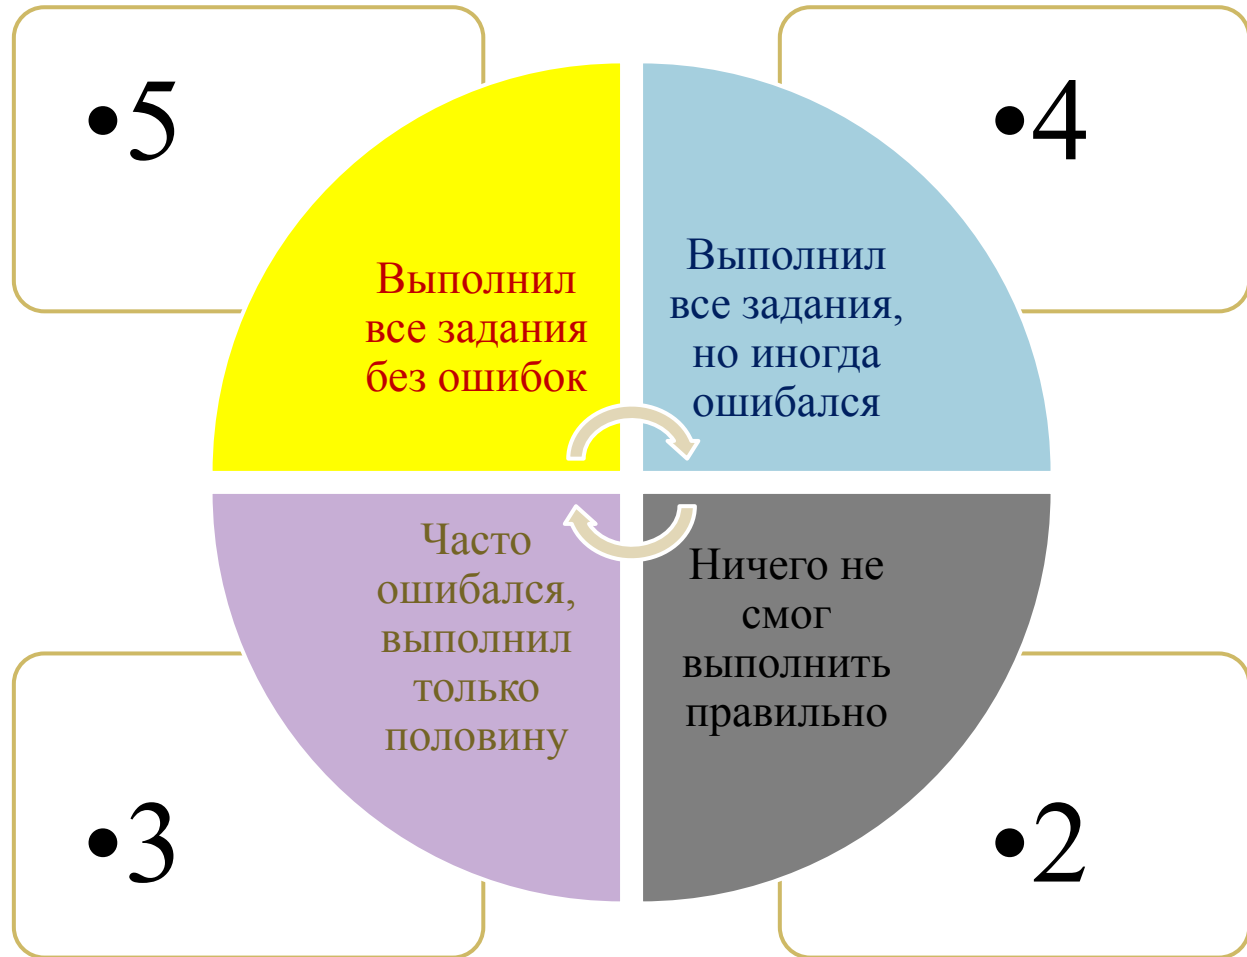 •5
Выполнил
все задания
без ошибок
•4
Выполнил
все задания,
но иногда
ошибался
•3
Часто
ошибался,
выполнил
только
половину
•2
Ничего не
смог
выполнить
правильно